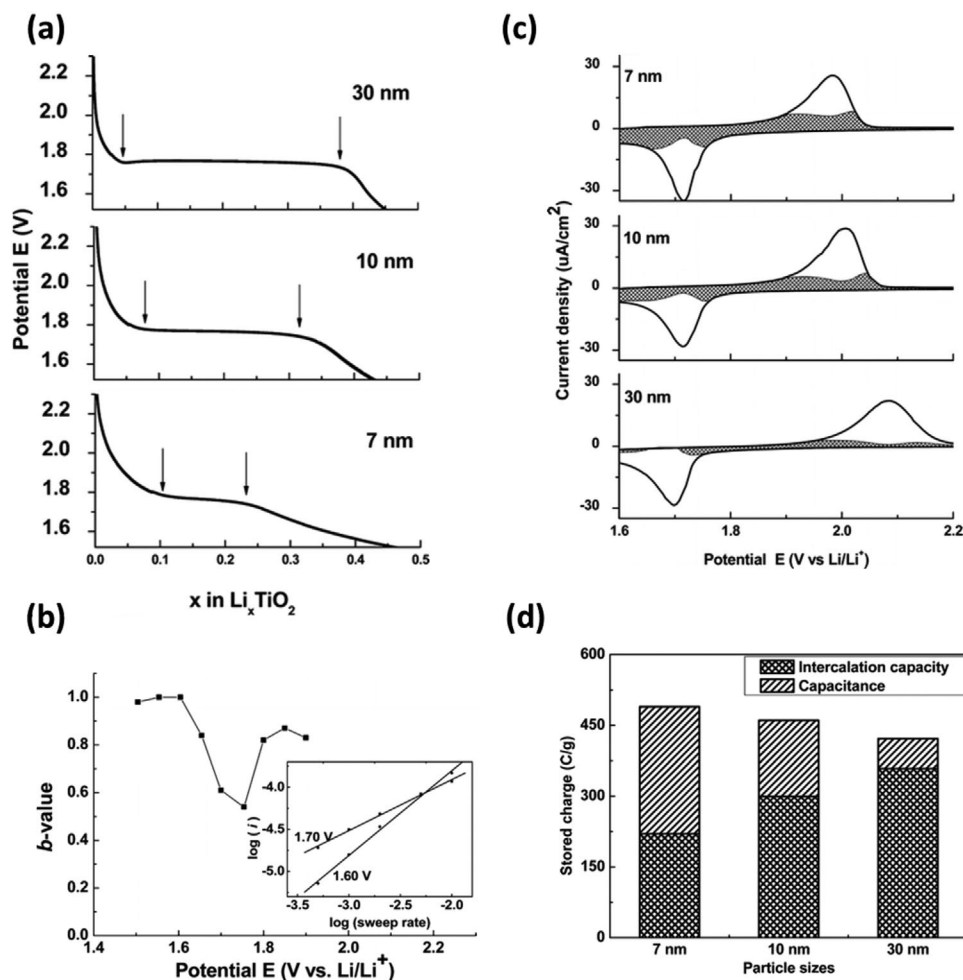 (a)
2.2
2.0
1.8
1.6
30 nm
2.2
2.0
1.8
1.6
10 nm
2.2
2.0
1.8
1.6
7 nm
0.0 0.1 0.2 0.3 0.4 0.5
Potential E (V)
x in LiₓTiO₂
(c)
30
0
-30
7 nm
30
0
-30
10 nm
30
0
-30
30 nm
1.6 1.8 2.0 2.2
Current density (uA/cm²)
Potential E (V vs Li/Li⁺)
(b)
1.0
0.8
0.6
0.4
0.2
0.0
b-value
1.4 1.6 1.8 2.0 2.2
Potential E (V vs. Li/Li⁺)
-4.0
-4.5
-5.0
log ( i )
1.70 V
1.60 V
-3.5 -3.0 -2.5 -2.0
log (sweep rate)
(d)
600
450
300
150
0
Stored charge (C/g)
Intercalation capacity
Capacitance
7 nm 10 nm 30 nm
Particle sizes